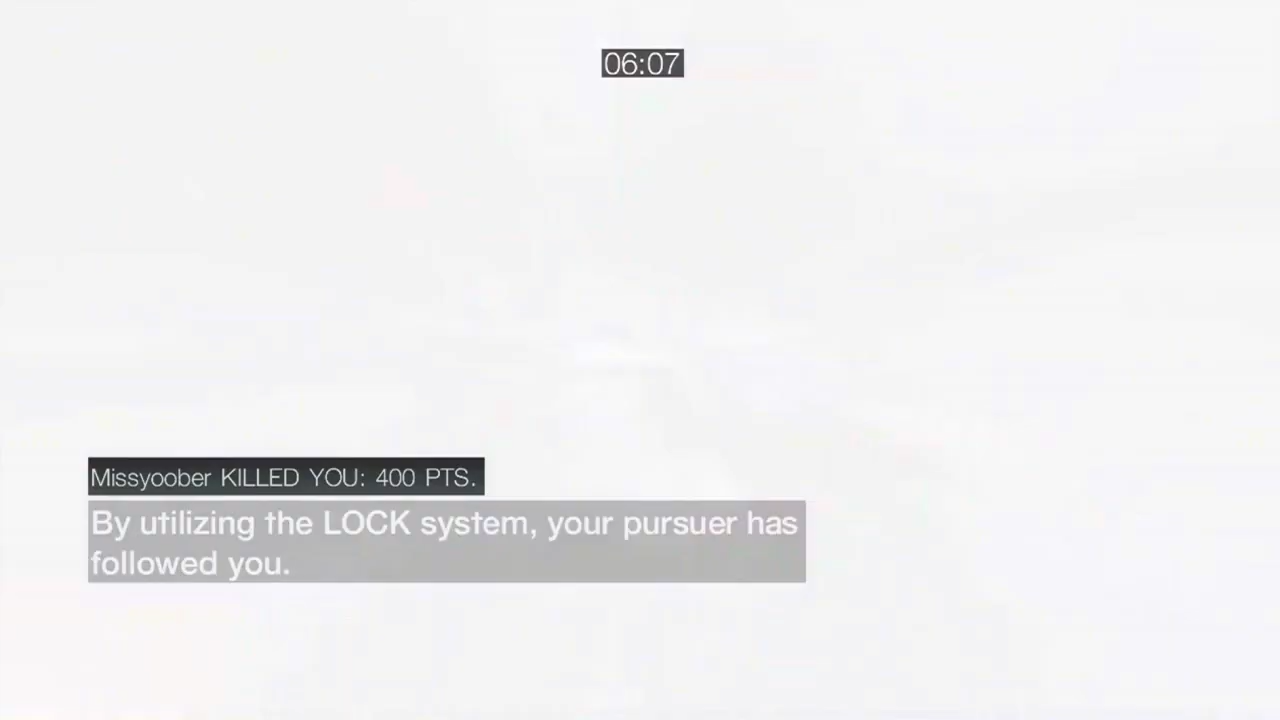 06:07
Missyoober KILLED YOU: 400 PTS.
By utilizing the LOCK system, your pursuer has
followed you.